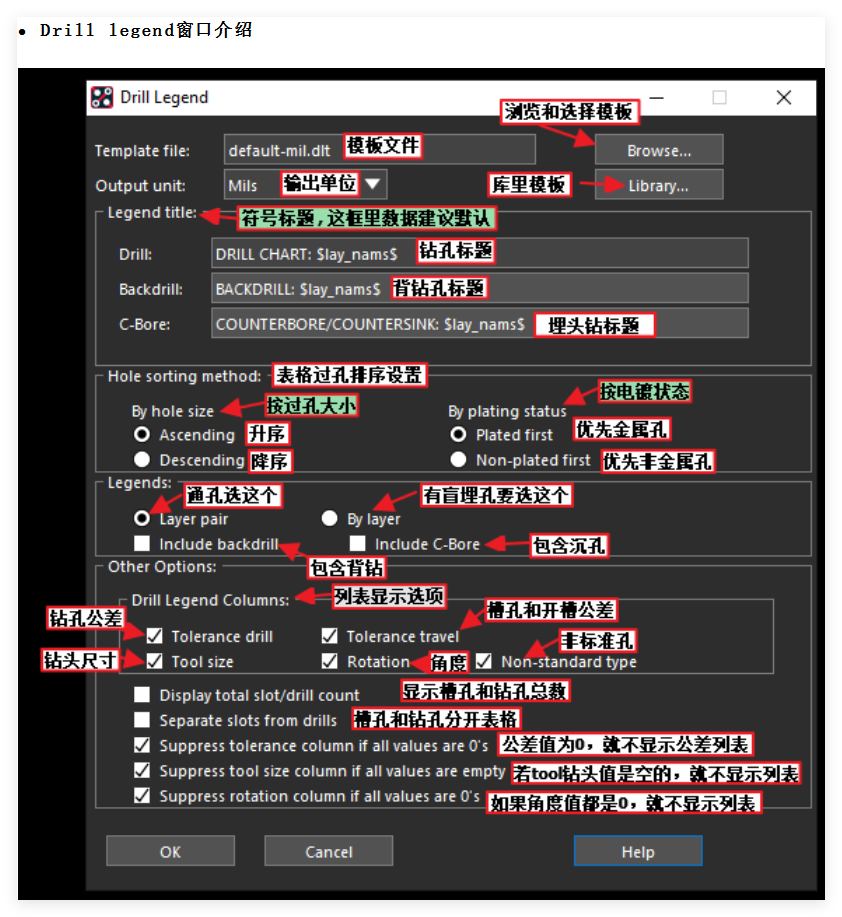 • Drill legend窗口介绍
Drill Legend
浏览和选择模板
Template file: default-mil.dlt 模板文件 Browse...
Output unit: Mils 输出单位 库里模板 Library...
Legend title: 符号标题,这框里数据建议默认
Drill: DRILL CHART: $lay_nams$ 钻孔标题
Backdrill: BACKDRILL: $lay_nams$ 背钻孔标题
C-Bore: COUNTERBORE/COUNTERSINK: $lay_nams$ 埋头钻标题
Hole sorting method: 表格过孔排序设置
By hole size 按过孔大小 By plating status 按电镀状态
Ascending 升序 Plated first 优先金属孔
Descending 降序 Non-plated first 优先非金属孔
Legends: 通孔选这个 有盲埋孔要选这个
Layer pair By layer
Include backdrill Include C-Bore 包含沉孔
包含背钻
Other Options:
Drill Legend Columns: 列表显示选项
钻孔公差 Tolerance drill Tolerance travel 槽孔和开槽公差
钻头尺寸 Tool size Rotation 角度 Non-standard type 非标准孔
Display total slot/drill count 显示槽孔和钻孔总数
Separate slots from drills 槽孔和钻孔分开表格
Suppress tolerance column if all values are 0's 公差值为0，就不显示公差列表
Suppress tool size column if all values are empty 若tool钻头值是空的，就不显示列表
Suppress rotation column if all values are 0's 如果角度值都是0，就不显示列表
OK Cancel Help